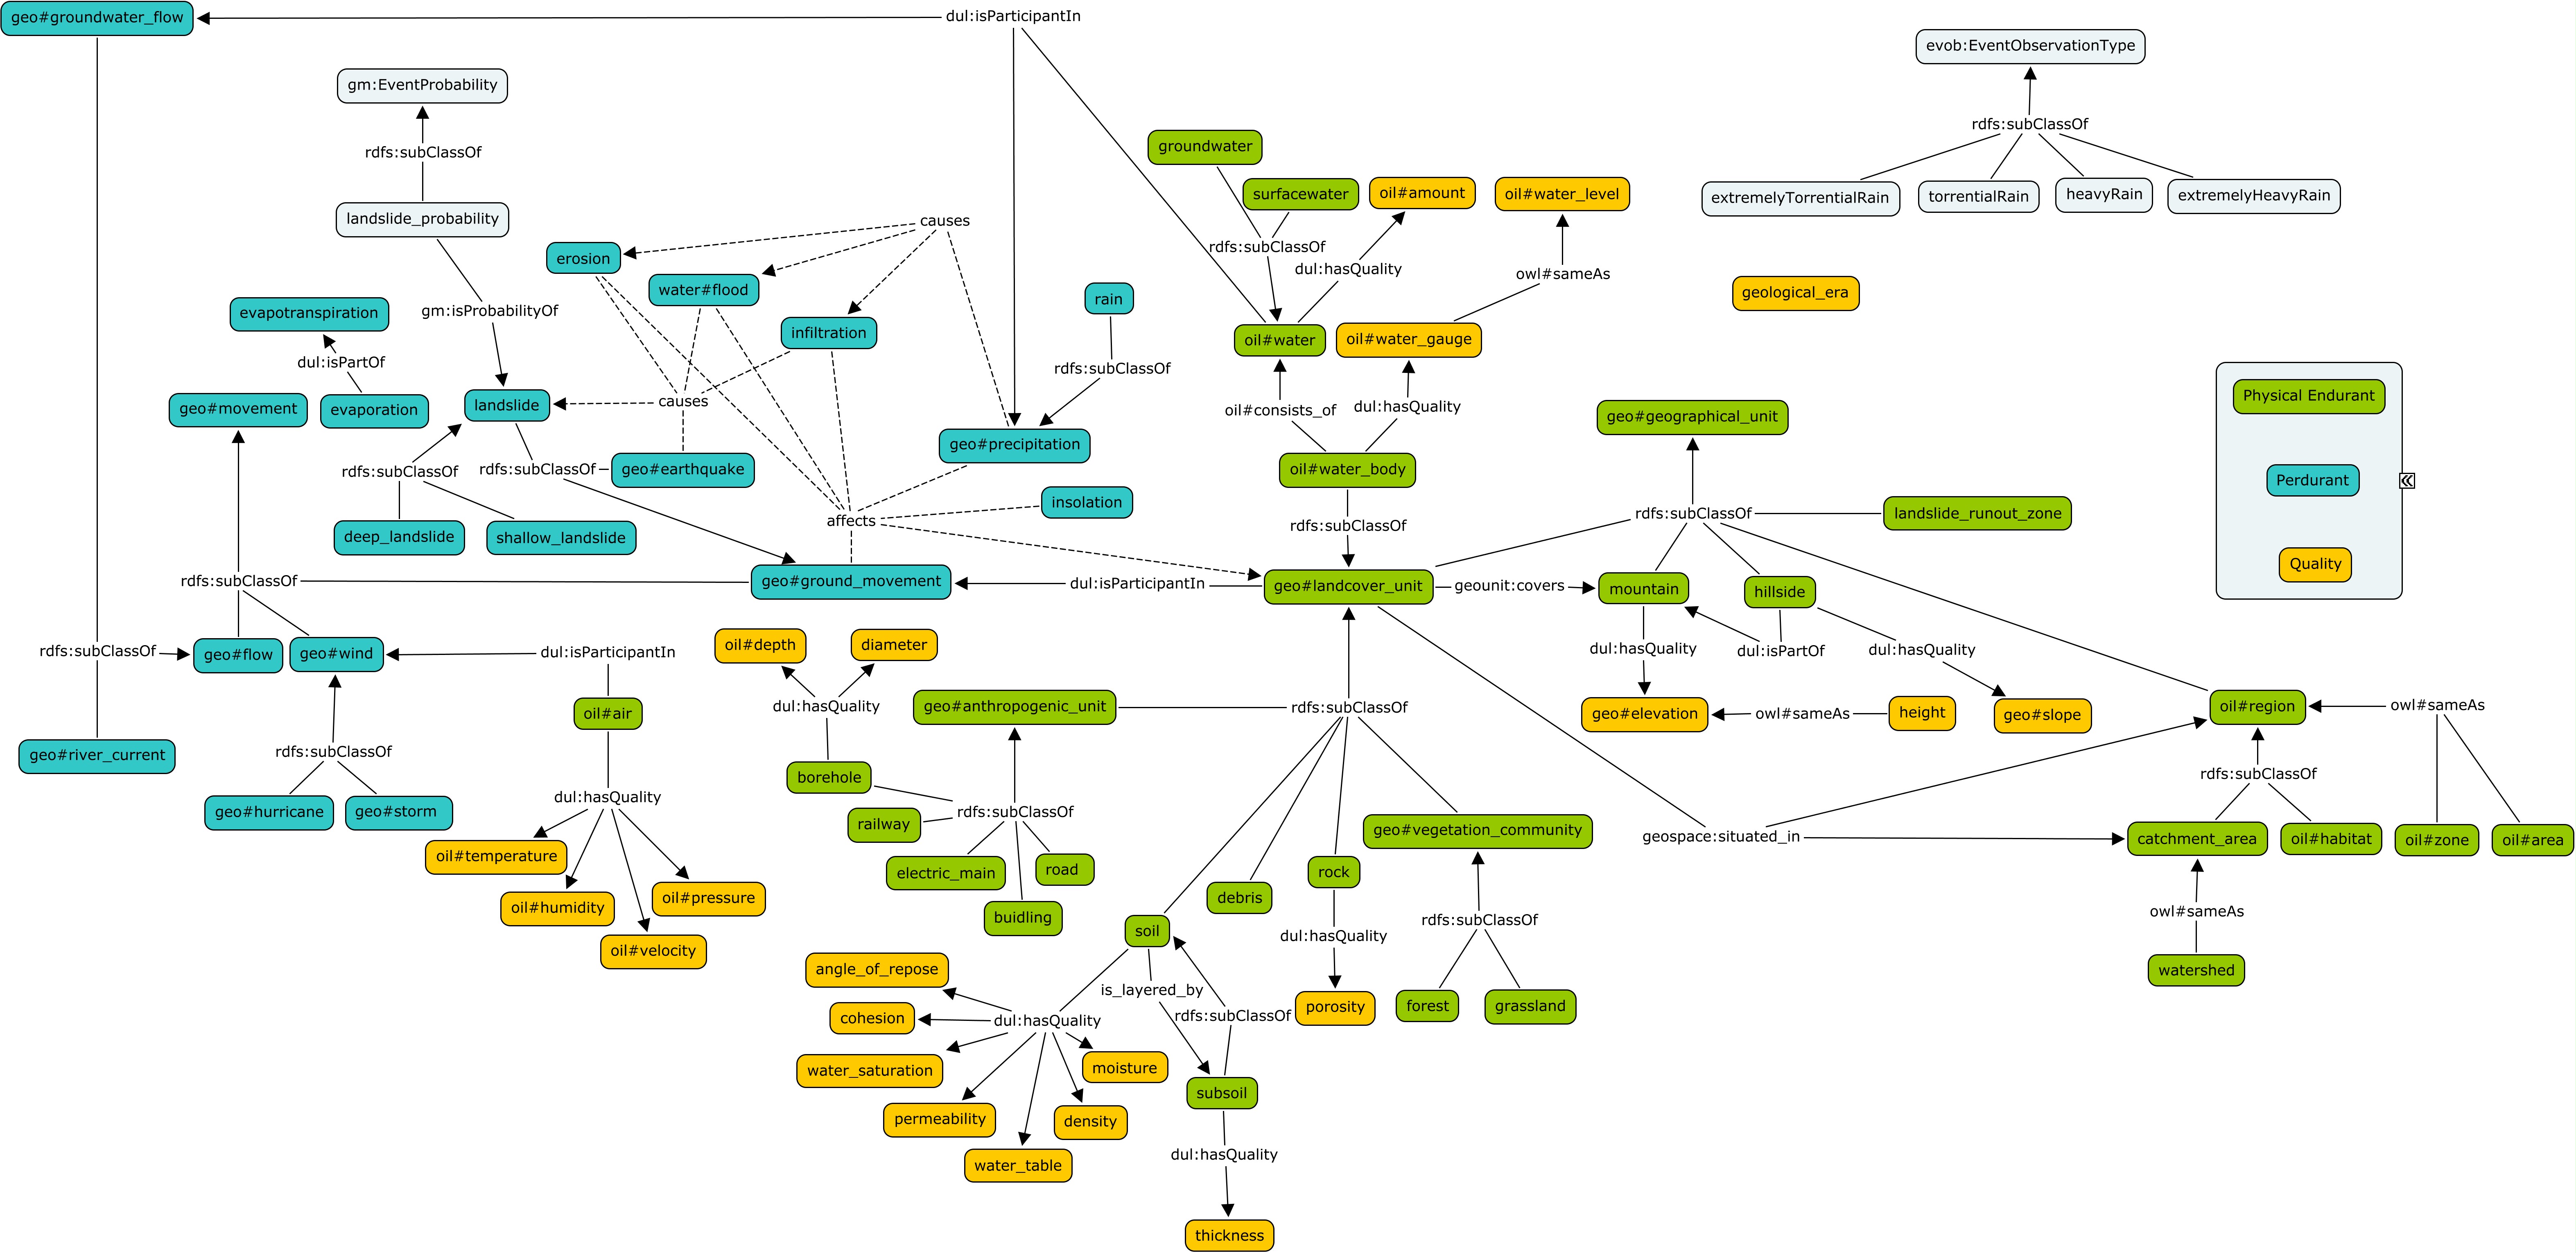 geo#groundwater_flow
dul:isParticipantIn
evob:EventObservationType
gm:EventProbability
rdfs:subClassOf
rdfs:subClassOf
groundwater
surfacewater
oil#amount
oil#water_level
extremelyTorrentialRain
torrentialRain
heavyRain
extremelyHeavyRain
landslide_probability
causes
rdfs:subClassOf
erosion
dul:hasQuality
owl#sameAs
water#flood
geological_era
rain
evapotranspiration
gm:isProbabilityOf
infiltration
oil#water
oil#water_gauge
dul:isPartOf
rdfs:subClassOf
geo#movement
evaporation
landslide
causes
oil#consists_of
dul:hasQuality
geo#geographical_unit
Physical Endurant
geo#precipitation
rdfs:subClassOf
rdfs:subClassOf
geo#earthquake
oil#water_body
Perdurant
insolation
affects
rdfs:subClassOf
rdfs:subClassOf
landslide_runout_zone
deep_landslide
shallow_landslide
Quality
rdfs:subClassOf
geo#ground_movement
dul:isParticipantIn
geo#landcover_unit
geounit:covers
mountain
hillside
rdfs:subClassOf
geo#flow
geo#wind
dul:isParticipantIn
oil#depth
diameter
dul:hasQuality
dul:isPartOf
dul:hasQuality
oil#air
dul:hasQuality
geo#anthropogenic_unit
rdfs:subClassOf
geo#elevation
owl#sameAs
height
geo#slope
oil#region
owl#sameAs
geo#river_current
rdfs:subClassOf
borehole
rdfs:subClassOf
geo#hurricane
geo#storm
dul:hasQuality
railway
rdfs:subClassOf
geo#vegetation_community
geospace:situated_in
catchment_area
oil#habitat
oil#zone
oil#area
oil#temperature
electric_main
road
rock
oil#humidity
oil#pressure
buidling
debris
rdfs:subClassOf
owl#sameAs
oil#velocity
soil
dul:hasQuality
angle_of_repose
is_layered_by
watershed
cohesion
dul:hasQuality
rdfs:subClassOf
porosity
forest
grassland
water_saturation
moisture
subsoil
permeability
density
water_table
dul:hasQuality
thickness